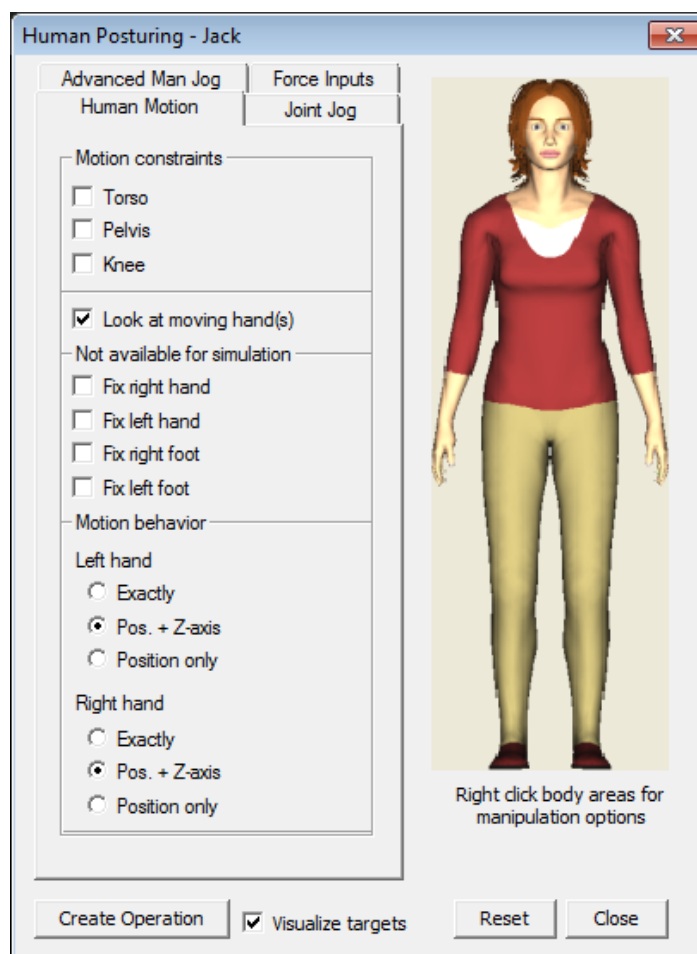 Human Posturing - Jack
Advanced Man Jog
Force Inputs
Human Motion
Joint Jog
Motion constraints
Torso
Pelvis
Knee
Look at moving hand(s)
Not available for simulation
Fix right hand
Fix left hand
Fix right foot
Fix left foot
Motion behavior
Left hand
Exactly
Pos. + Z-axis
Position only
Right hand
Exactly
Pos. + Z-axis
Position only
Right click body areas for
manipulation options
Create Operation
Visualize targets
Reset
Close